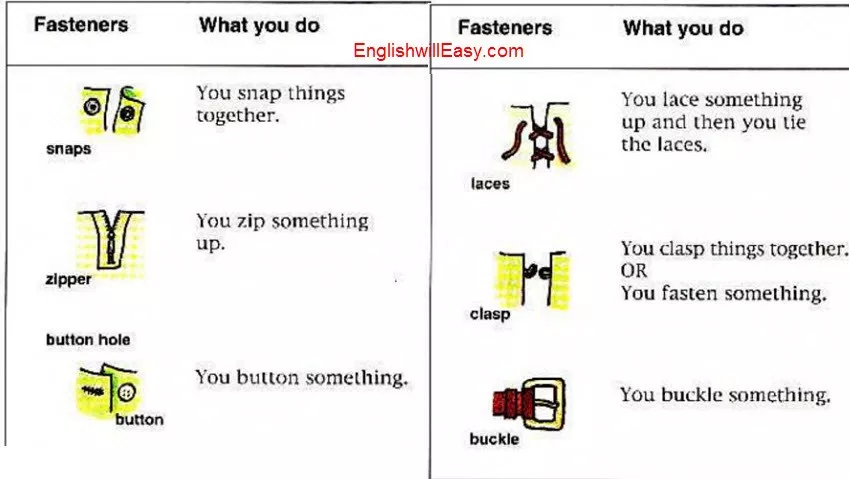 Fasteners What you do
EnglishwillEasy.com
You snap things
together.
snaps
You zip something
up.
zipper
button hole
You button something.
button
Fasteners What you do
You lace something
up and then you tie
the laces.
laces
You clasp things together.
OR
You fasten something.
clasp
You buckle something.
buckle